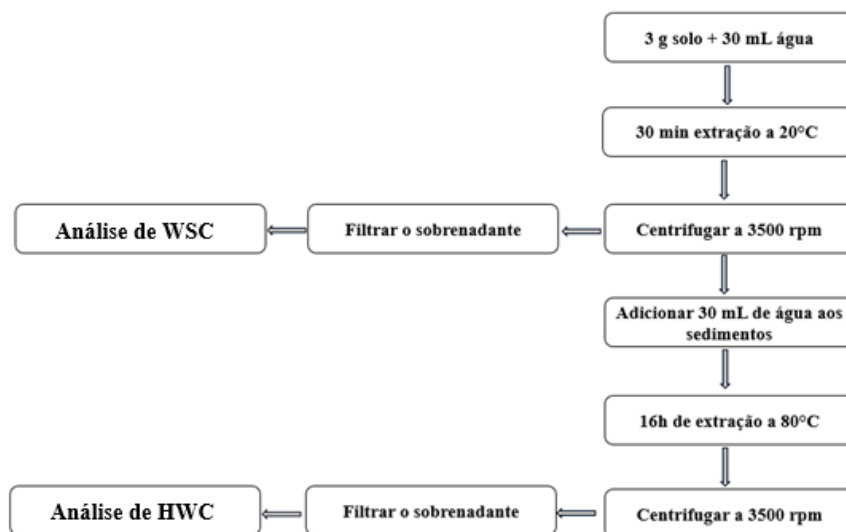 3 g solo + 30 mL água
30 min extração a 20°C
Análise de WSC
Filtrar o sobrenadante
Centrifugar a 3500 rpm
Adicionar 30 mL de água aos
sedimentos
16h de extração a 80°C
Análise de HWC
Filtrar o sobrenadante
Centrifugar a 3500 rpm